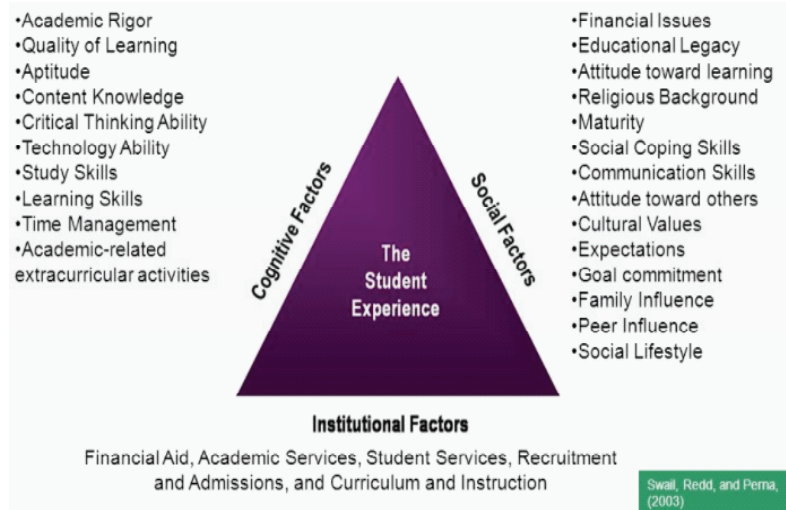 •Academic Rigor
•Quality of Learning
•Aptitude
•Content Knowledge
•Critical Thinking Ability
•Technology Ability
•Study Skills
•Learning Skills
•Time Management
•Academic-related
extracurricular activities
Cognitive Factors
The
Student
Experience
Social Factors
•Financial Issues
•Educational Legacy
•Attitude toward learning
•Religious Background
•Maturity
•Social Coping Skills
•Communication Skills
•Attitude toward others
•Cultural Values
•Expectations
•Goal commitment
•Family Influence
•Peer Influence
•Social Lifestyle
Institutional Factors
Financial Aid, Academic Services, Student Services, Recruitment
and Admissions, and Curriculum and Instruction
Swail, Redd, and Perna,
(2003)